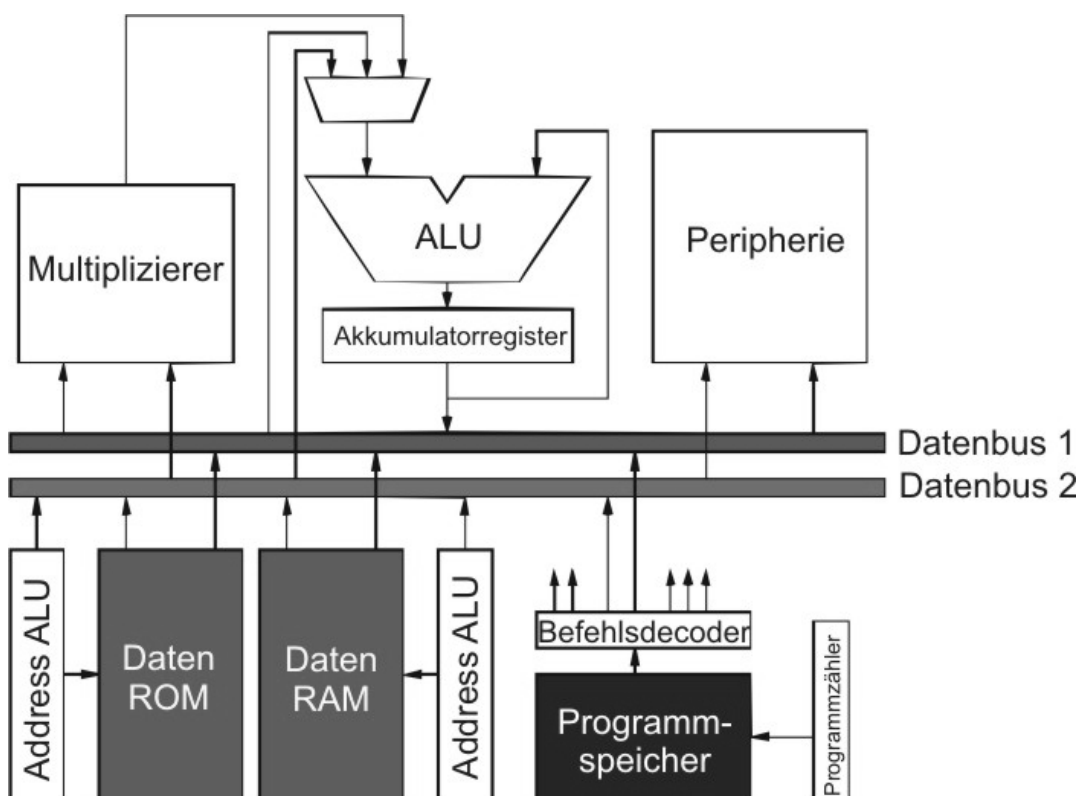 Multiplizierer
ALU
Akkumulatorregister
Peripherie
Datenbus 1
Datenbus 2
Address ALU
Daten
ROM
Daten
RAM
Address ALU
Befehlsdecoder
Programm-
speicher
Programmzähler